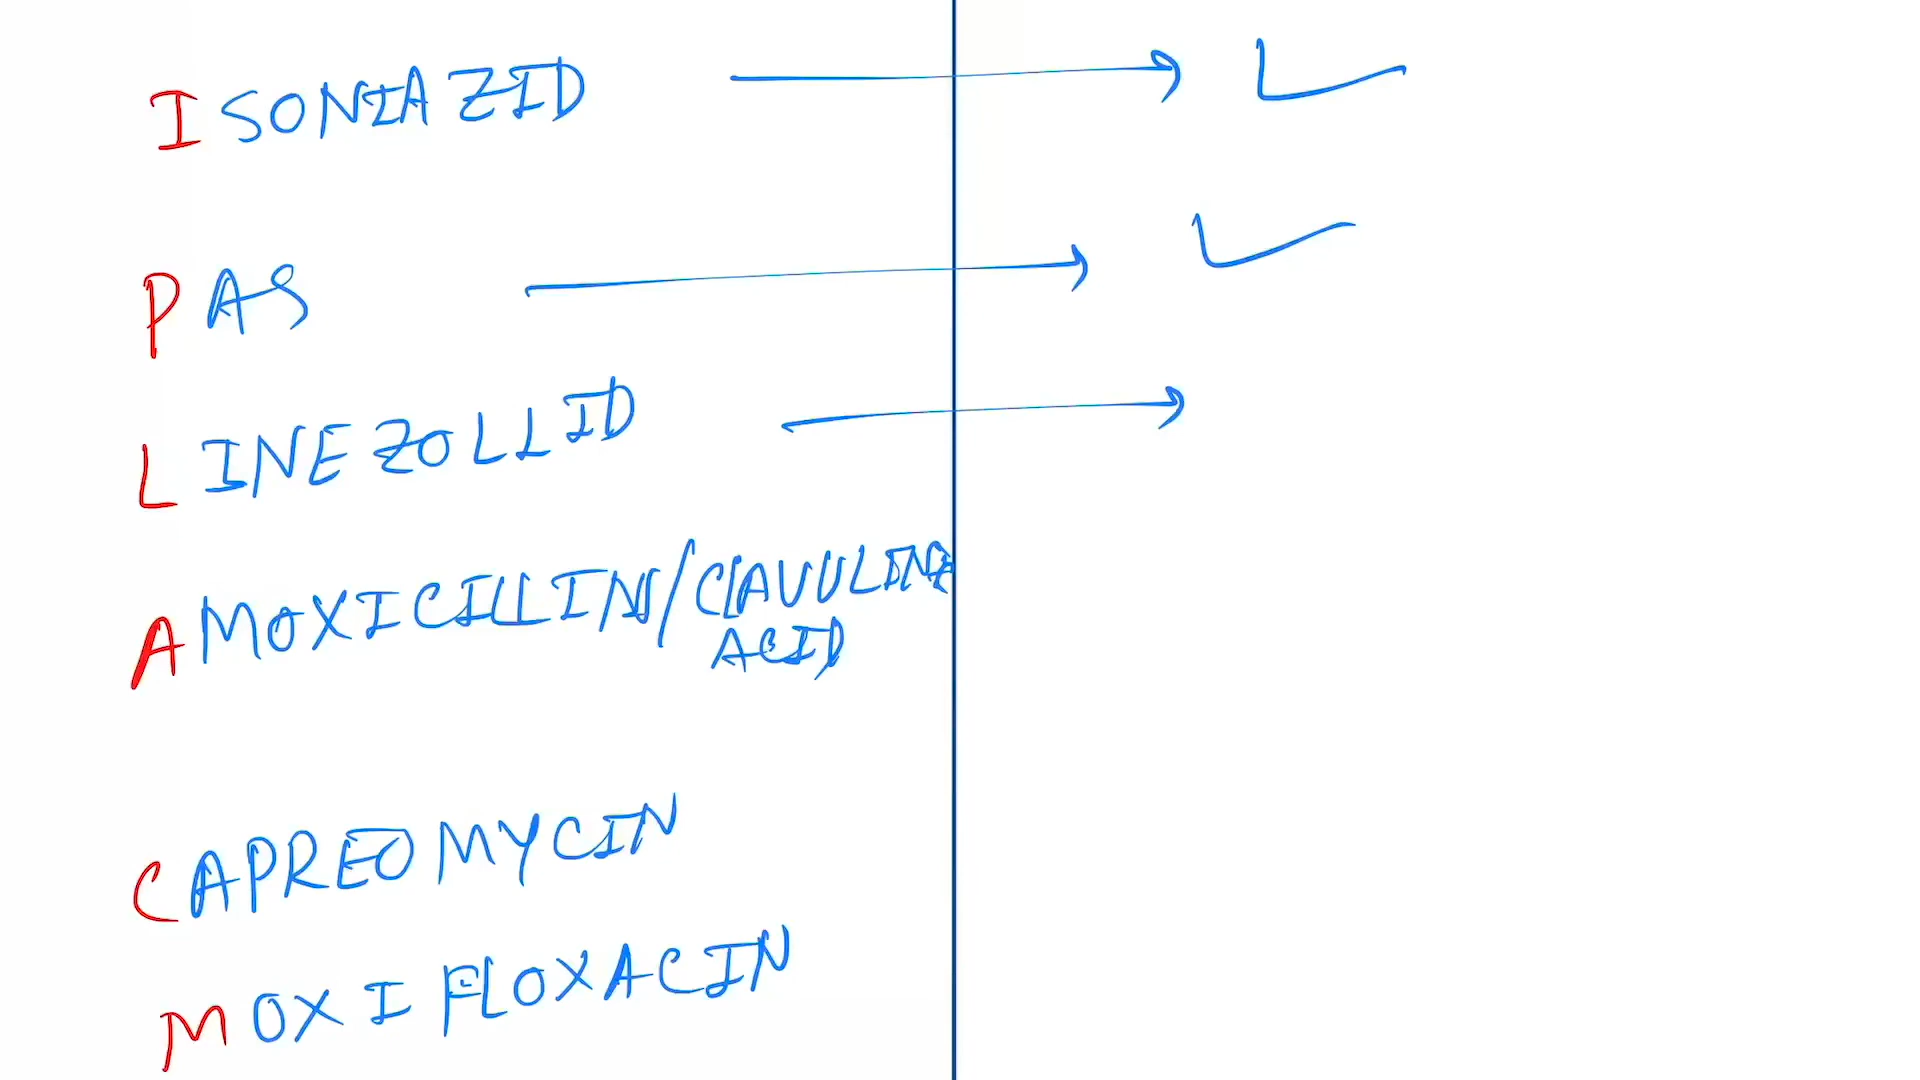 ISONIAZID
PAS
LINEZOLLID
AMOXICILLIN/CLAVULINE
ACID
CAPREOMYCIN
MOXIFLOXACIN